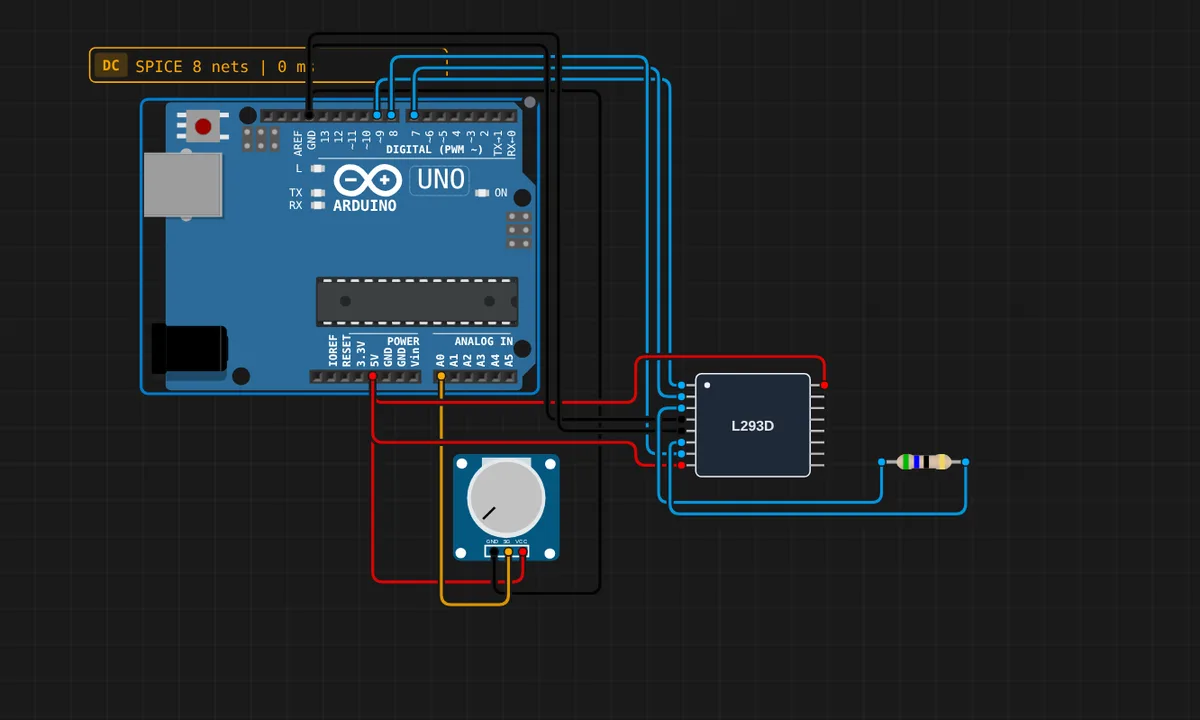 DC SPICE 8 nets | 0 ms
AREF
GND
13
12
~11
~10
~9
8
7
~6
~5
4
~3
2
TX→1
RX←0
DIGITAL (PWM ~)
L
TX
RX
UNO
ON
ARDUINO
POWER
ANALOG IN
IOREF
RESET
3.3V
5V
GND
GND
Vin
A0
A1
A2
A3
A4
A5
L293D
GND SIG VCC